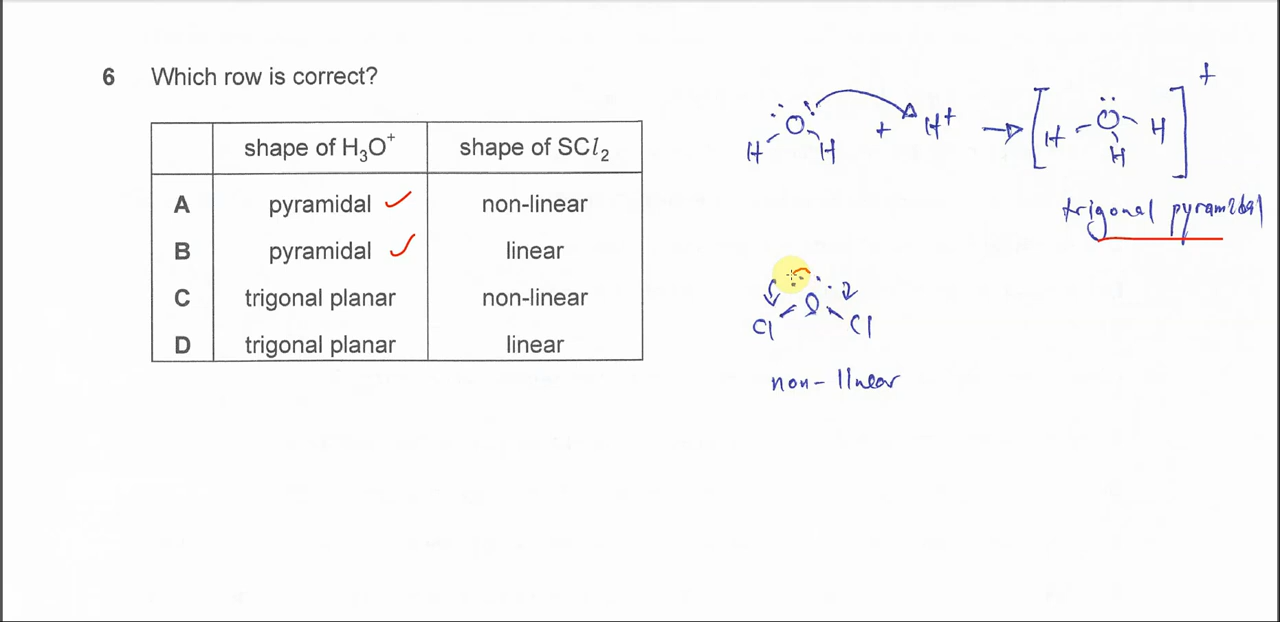 6 Which row is correct?
shape of H₃O⁺ shape of SCl₂
A pyramidal ✓ non-linear
B pyramidal ✓ linear
C trigonal planar non-linear
D trigonal planar linear
H O H + H+ → [H - O - H H]+
trigonal pyramidal
Cl S Cl
non-linear